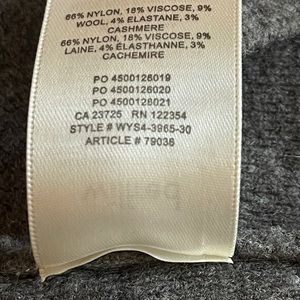 66% NYLON, 18% VISCOSE, 9%
WOOL, 4% ELASTANE, 3%
CASHMERE
66% NYLON, 18% VISCOSE, 9%
LAINE, 4% ÉLASTHANNE, 3%
CACHEMIRE
PO 4500126019
PO 4500126020
PO 4500126021
CA 23725 RN 122354
STYLE # WYS4-3965-30
ARTICLE # 79036